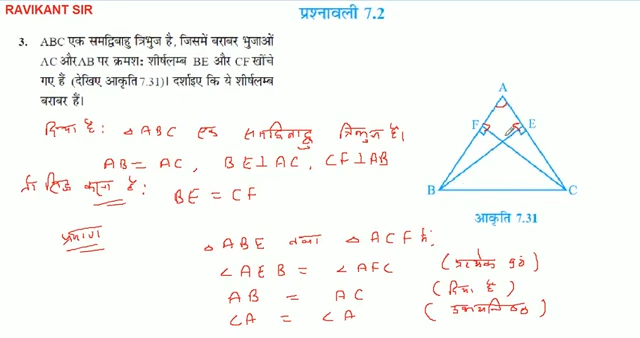 RAVIKANT SIR
प्रश्नावली 7.2
3. ABC एक समद्विबाहु त्रिभुज है, जिसमें बराबर भुजाओं
AC और AB पर क्रमशः शीर्षलम्ब BE और CF खींचे
गए हैं (देखिए आकृति 7.31)। दर्शाइए कि ये शीर्षलम्ब
बराबर हैं।
दिया है: △ABC एक समद्विबाहु त्रिभुज है।
AB = AC, BE⊥AC, CF⊥AB
सिद्ध करना है: BE = CF
प्रमाण
△ABE तथा △ACF में:
∠AEB = ∠AFC (प्रत्येक 90)
AB = AC (दिया है)
∠A = ∠A (उभयनिष्ठ)
A
F
E
B
C
आकृति 7.31